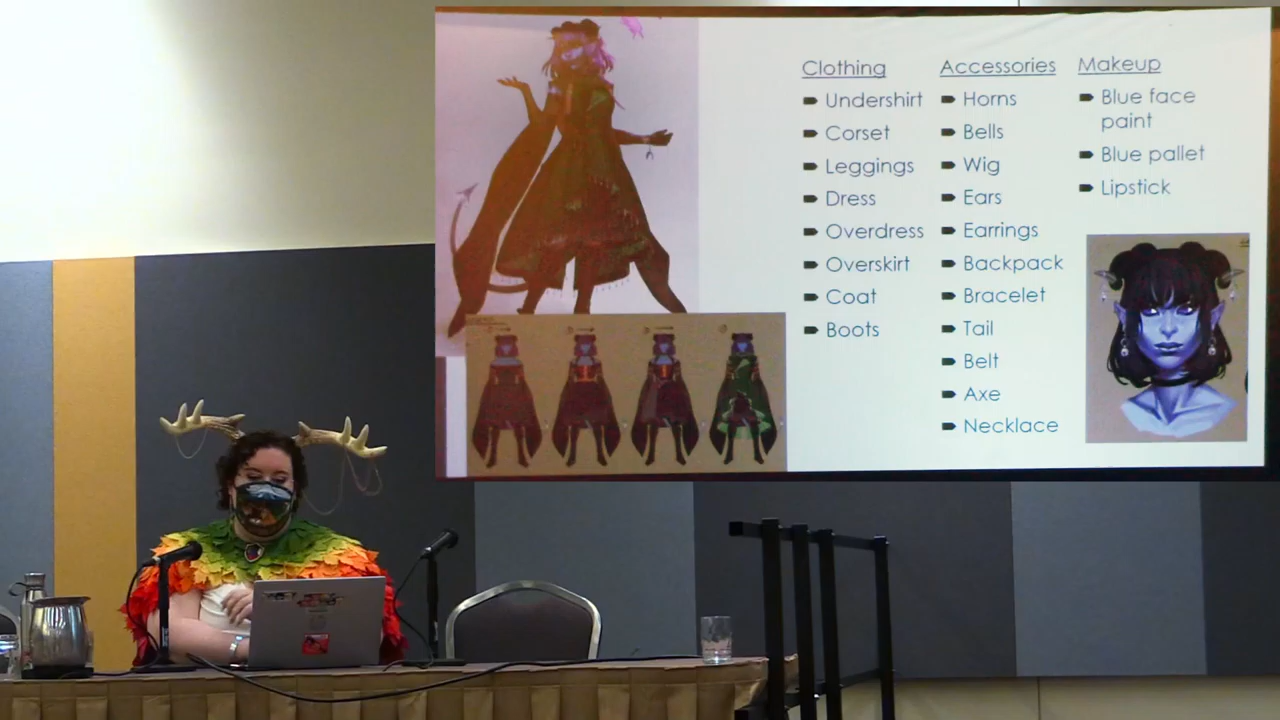 Clothing
Undershirt
Corset
Leggings
Dress
Overdress
Overskirt
Coat
Boots
Accessories
Horns
Bells
Wig
Ears
Earrings
Backpack
Bracelet
Tail
Belt
Axe
Necklace
Makeup
Blue face
paint
Blue pallet
Lipstick